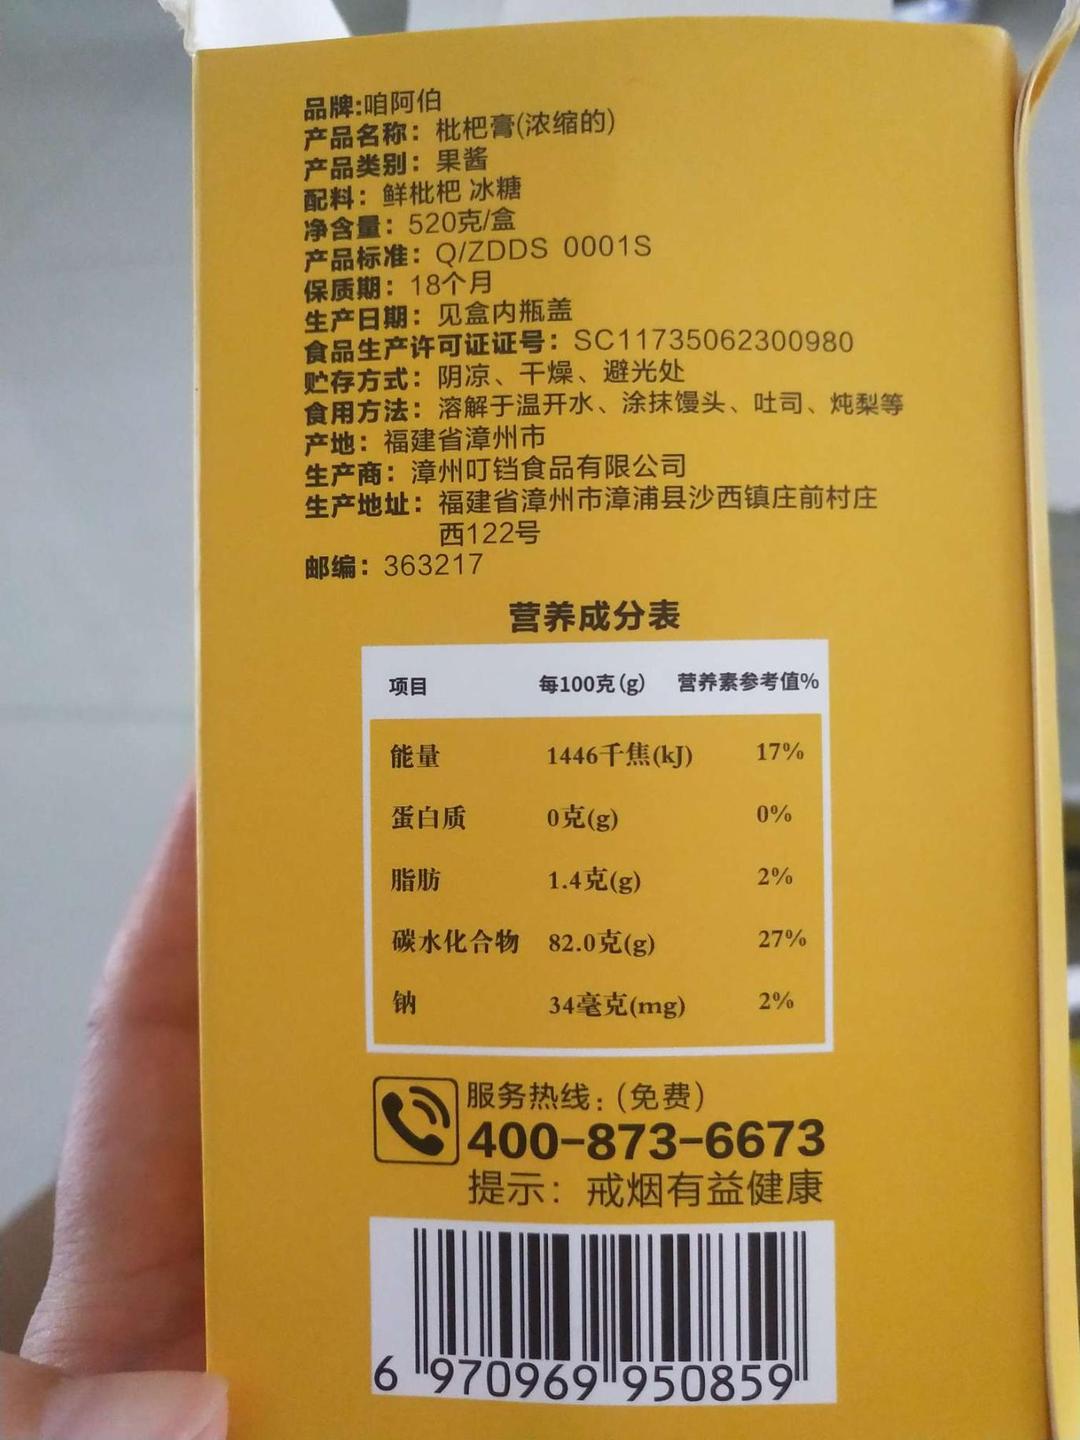 品牌:咱阿伯
产品名称：枇杷膏(浓缩的)
产品类别：果酱
配料：鲜枇杷 冰糖
净含量：520克/盒
产品标准：Q/ZDDS 0001S
保质期：18个月
生产日期：见盒内瓶盖
食品生产许可证证号：SC11735062300980
贮存方式：阴凉、干燥、避光处
食用方法：溶解于温开水、涂抹馒头、吐司、炖梨等
产地：福建省漳州市
生产商：漳州叮铛食品有限公司
生产地址：福建省漳州市漳浦县沙西镇庄前村庄
西122号
邮编：363217
营养成分表
项目 每100克(g) 营养素参考值%
能量 1446千焦(kJ) 17%
蛋白质 0克(g) 0%
脂肪 1.4克(g) 2%
碳水化合物 82.0克(g) 27%
钠 34毫克(mg) 2%
服务热线：(免费)
400-873-6673
提示：戒烟有益健康
6 970969 950859